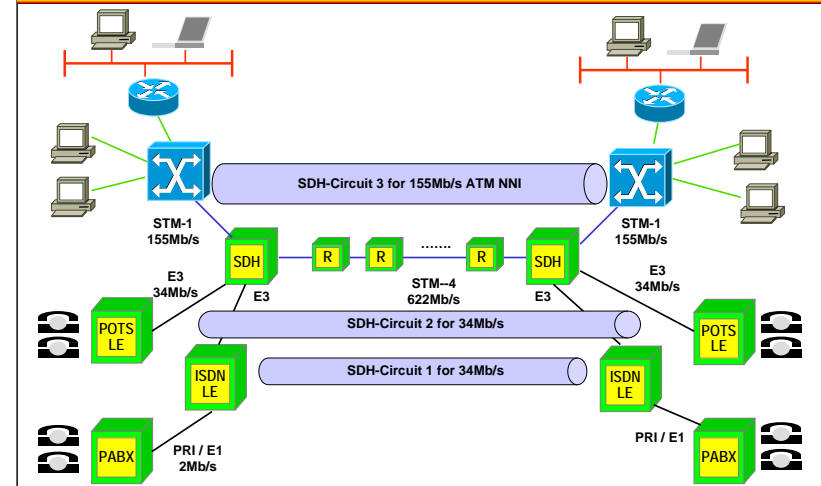 SDH-Circuit 3 for 155Mb/s ATM NNI
STM-1
155Mb/s
STM-1
155Mb/s
SDH
R
R
.......
R
SDH
E3
34Mb/s
E3
STM--4
622Mb/s
E3
E3
34Mb/s
POTS
LE
SDH-Circuit 2 for 34Mb/s
POTS
LE
ISDN
LE
SDH-Circuit 1 for 34Mb/s
ISDN
LE
PABX
PRI / E1
2Mb/s
PRI / E1
PABX